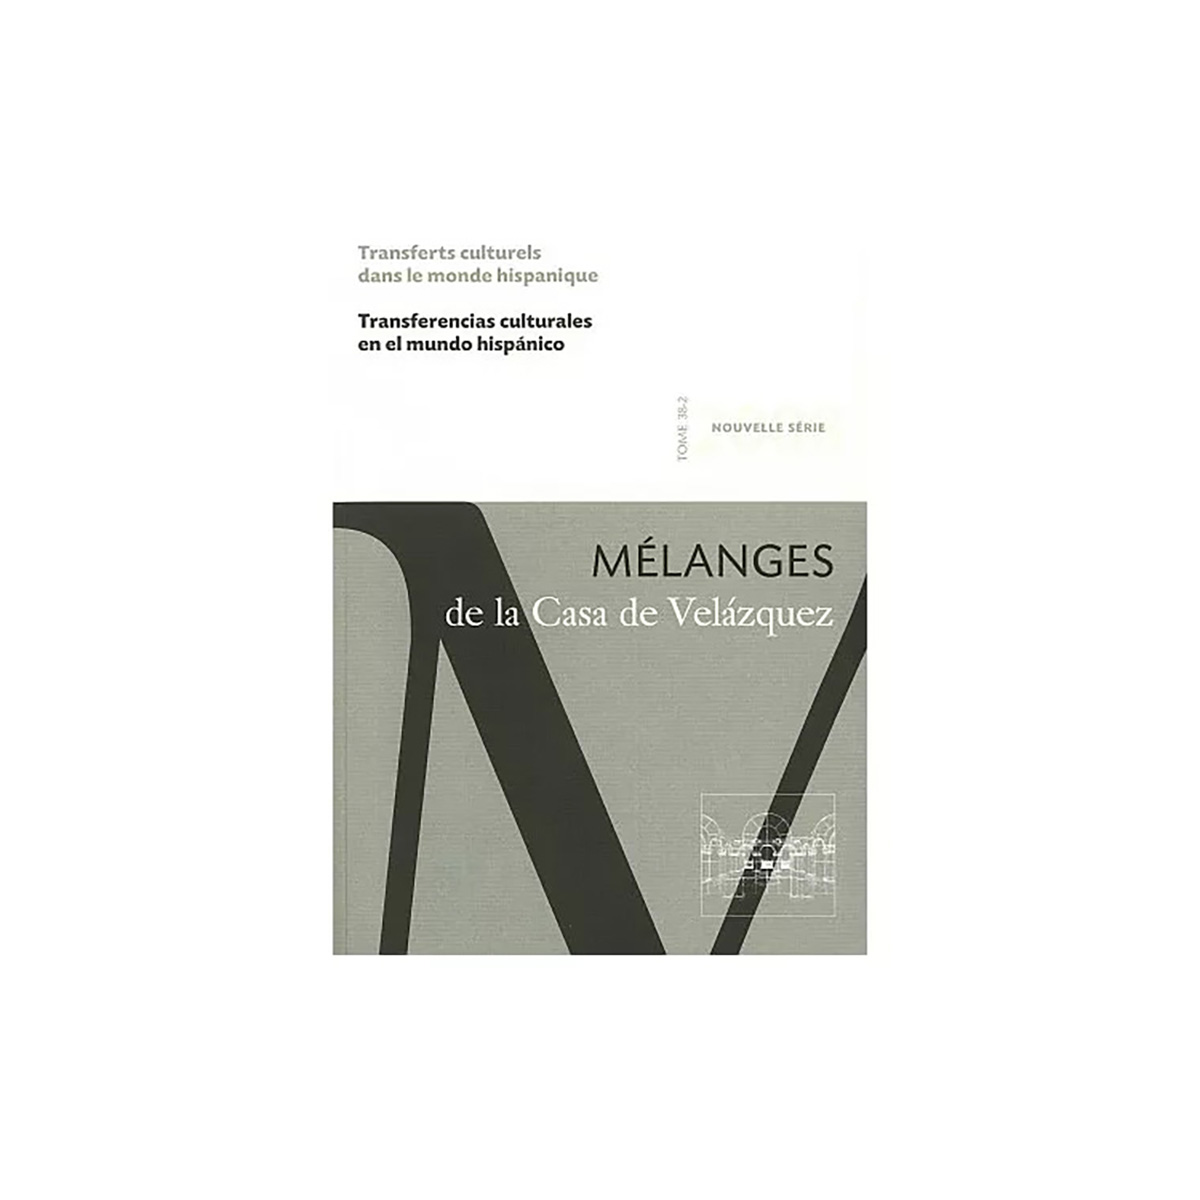 Transferts culturels
dans le monde hispanique
Transferencias culturales
en el mundo hispánico
TOME 38-2
NOUVELLE SÉRIE
MÉLANGES
de la Casa de Velázquez